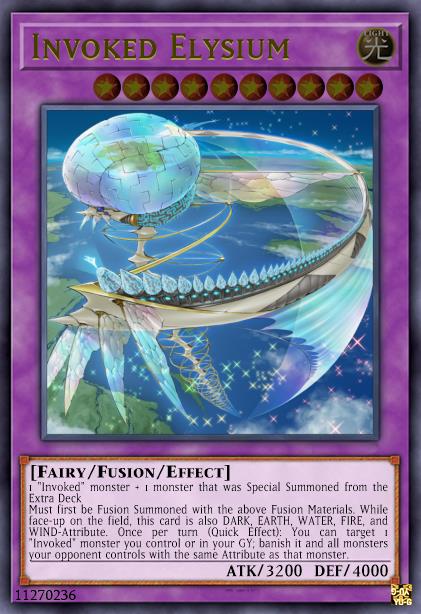 INVOKED ELYSIUM
LIGHT
光
[FAIRY/FUSION/EFFECT]
1 "Invoked" monster + 1 monster that was Special Summoned from the
Extra Deck
Must first be Fusion Summoned with the above Fusion Materials. While
face-up on the field, this card is also DARK, EARTH, WATER, FIRE, and
WIND-Attribute. Once per turn (Quick Effect): You can target 1
"Invoked" monster you control or in your GY; banish it and all monsters
your opponent controls with the same Attribute as that monster.
ATK/3200 DEF/4000
11270236